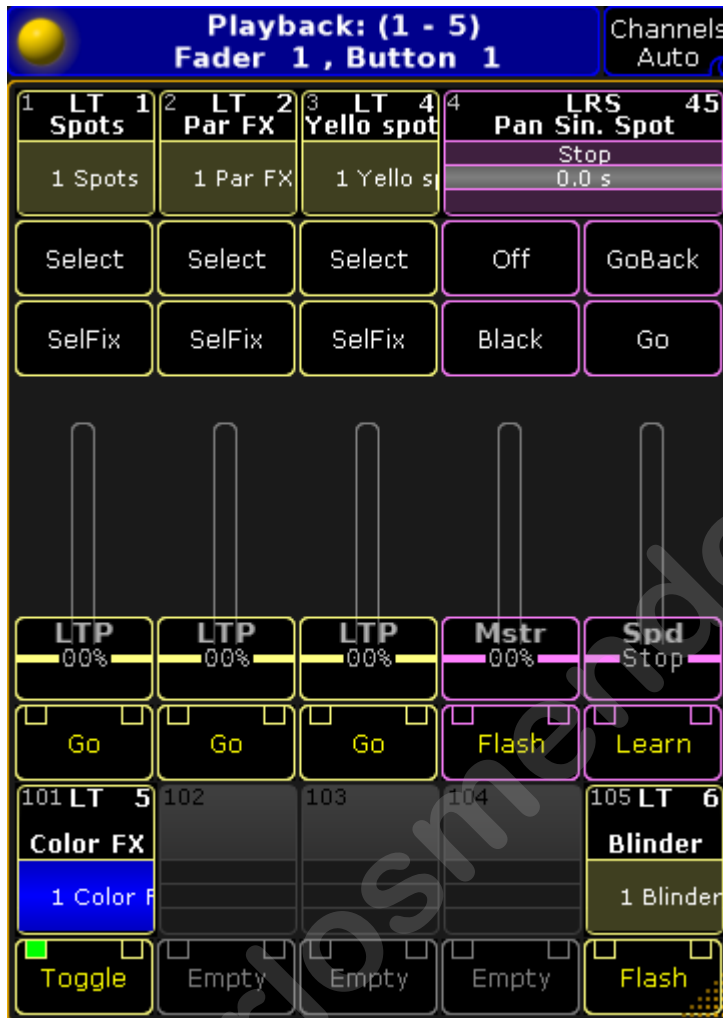 Playback: (1 - 5)
Fader 1 , Button 1
Channels
Auto
1 LT 1
Spots
1 Spots
2 LT 2
Par FX
1 Par FX
3 LT 4
Yello spot
1 Yello s
4 LRS 45
Pan Sin. Spot
Stop
0.0 s
Select Select Select Off GoBack
SelFix SelFix SelFix Black Go
LTP LTP LTP Mstr Spd
00% 00% 00% 00% Stop
Go Go Go Flash Learn
101 LT 5
Color FX
1 Color F
102
103
104
105 LT 6
Blinder
1 Blinder
Toggle Empty Empty Empty Flash
rlosmend